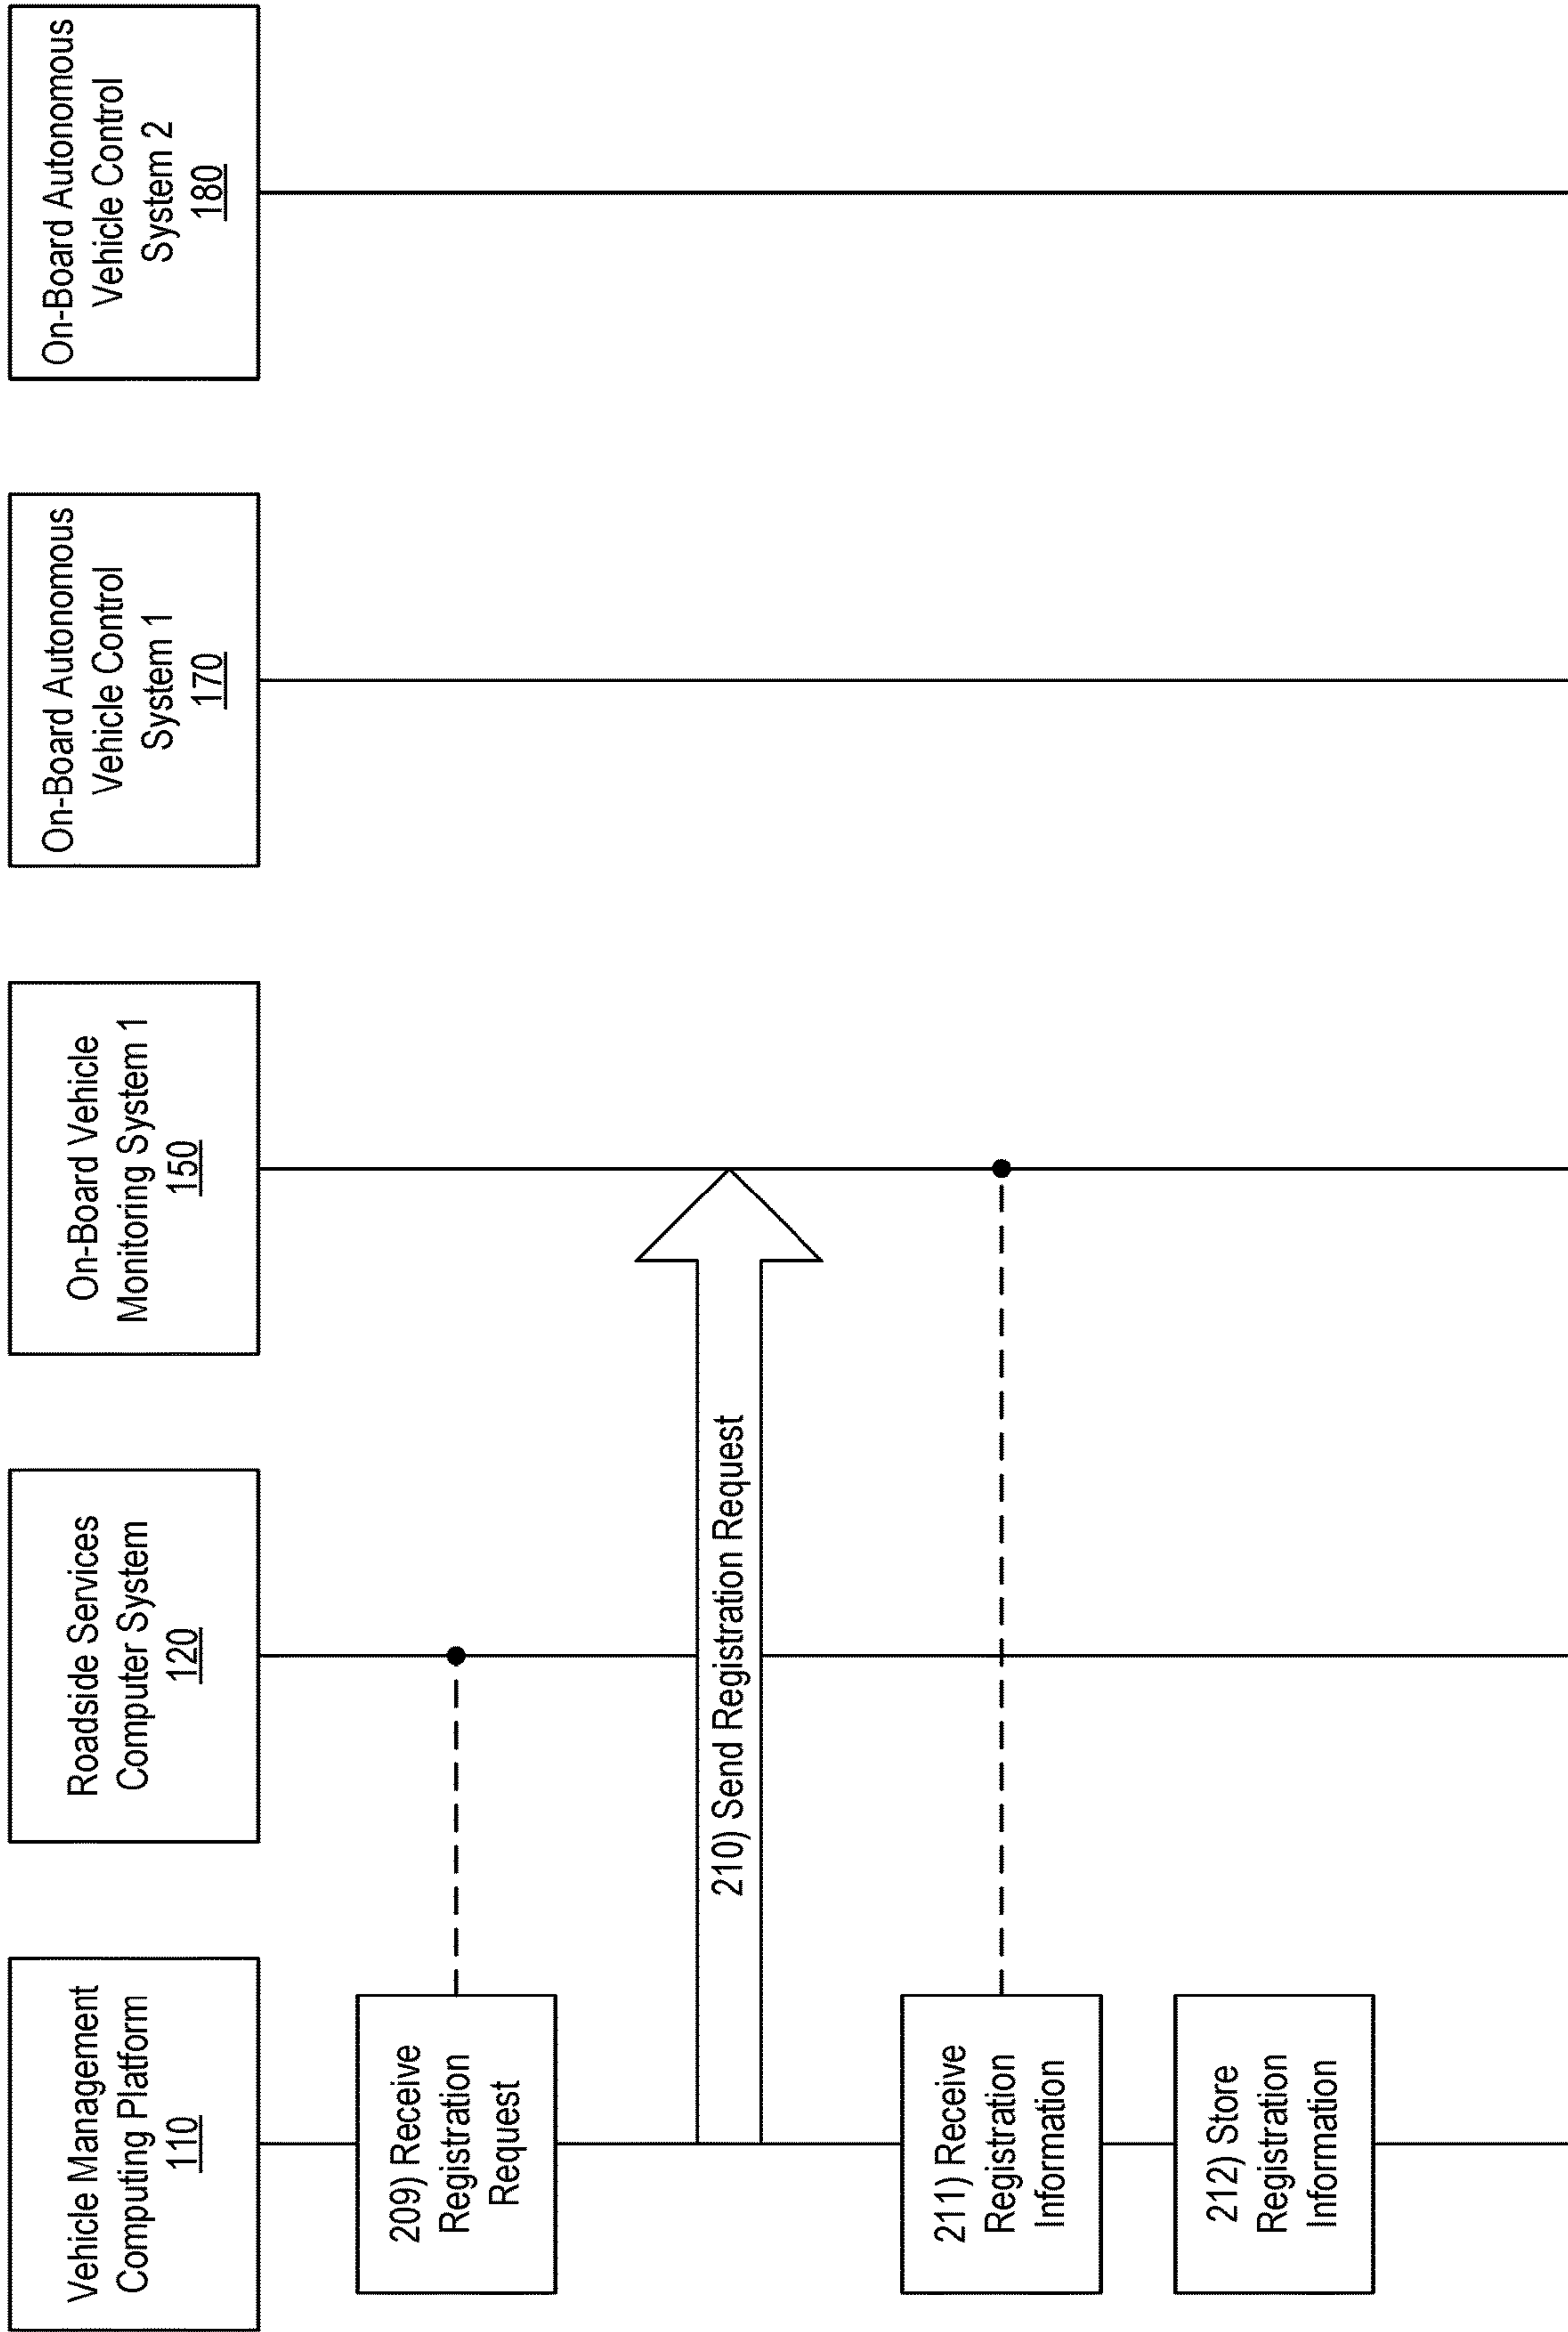 Vehicle Management
Computing Platform
110
Roadside Services
Computer System
120
On-Board Vehicle
Monitoring System 1
150
On-Board Autonomous
Vehicle Control
System 1
170
On-Board Autonomous
Vehicle Control
System 2
180
209) Receive
Registration
Request
210) Send Registration Request
211) Receive
Registration
Information
212) Store
Registration
Information